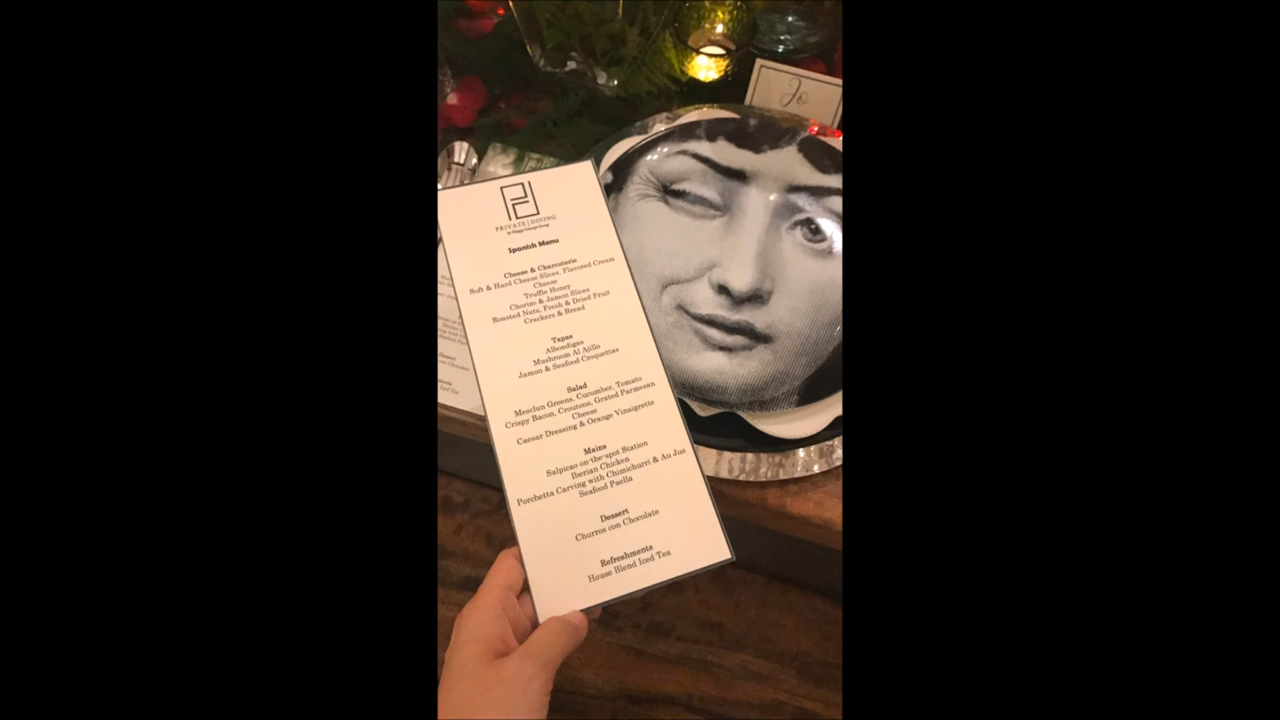 Jo
PRIVATE | DINING
Spanish Menu
Cheese & Charcuterie
Soft & Hard Cheese Slices, Flavored Cream
Cheese
Truffle Honey
Chorizo & Jamon Slices
Roasted Nuts, Fresh & Dried Fruit
Crackers & Bread
Tapas
Albondigas
Mushroom Al Ajillo
Jamon & Seafood Croquettas
Salad
Mesclun Greens, Cucumber, Tomato
Crispy Bacon, Croutons, Grated Parmesan
Cheese
Caesar Dressing & Orange Vinaigrette
Mains
Salpicao on-the-spot Station
Iberian Chicken
Porchetta Carving with Chimichurri & Au Jus
Seafood Paella
Dessert
Churros con Chocolate
Refreshments
House Blend Iced Tea